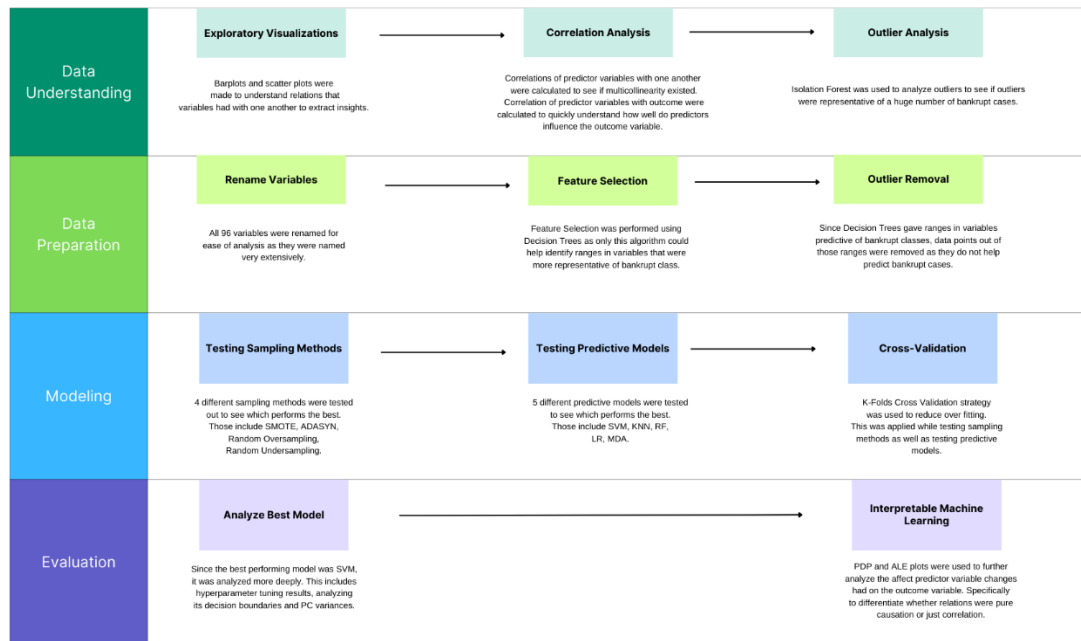 Data
Understanding
Exploratory Visualizations
Barplots and scatter plots were
made to understand relations that
variables had with one another to extract insights.
Correlation Analysis
Correlations of predictor variables with one another
were calculated to see if multicollinearity existed.
Correlation of predictor variables with outcome were
calculated to quickly understand how well do predictors
influence the outcome variable.
Outlier Analysis
Isolation Forest was used to analyze outliers to see if outliers
were representative of a huge number of bankrupt cases.
Data
Preparation
Rename Variables
All 96 variables were renamed for
ease of analysis as they were named
very extensively.
Feature Selection
Feature Selection was performed using
Decision Trees as only this algorithm could
help identify ranges in variables that were
more representative of bankrupt class.
Outlier Removal
Since Decision Trees gave ranges in variables
predictive of bankrupt classes, data points out of
those ranges were removed as they do not help
predict bankrupt cases.
Modeling
Testing Sampling Methods
4 different sampling methods were tested
out to see which performs the best.
Those include SMOTE, ADASYN,
Random Oversampling,
Random Undersampling.
Testing Predictive Models
5 different predictive models were tested
to see which performs the best.
Those include SVM, KNN, RF,
LR, MDA.
Cross-Validation
K-Folds Cross Validation strategy
was used to reduce over fitting.
This was applied while testing sampling
methods as well as testing predictive
models.
Evaluation
Analyze Best Model
Since the best performing model was SVM,
it was analyzed more deeply. This includes
hyperparameter tuning results, analyzing
its decision boundaries and PC variances.
Interpretable Machine
Learning
PDP and ALE plots were used to further
analyze the affect predictor variable changes
had on the outcome variable. Specifically
to differentiate whether relations were pure
causation or just correlation.